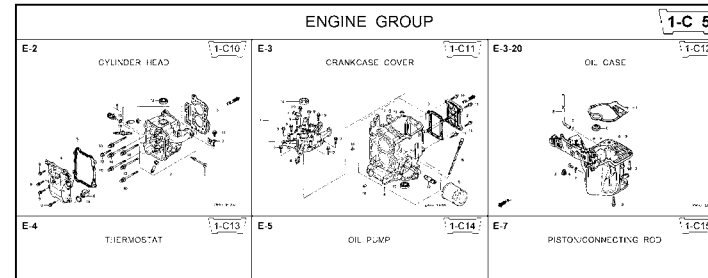 ENGINE GROUP
1-C 5
E-2
1-C10
CYLINDER HEAD
E-3
1-C11
CRANKCASE COVER
E-3-20
1-C12
OIL CASE
E-4
1-C13
THERMOSTAT
E-5
1-C14
OIL PUMP
E-7
1-C15
PISTON/CONNECTING ROD